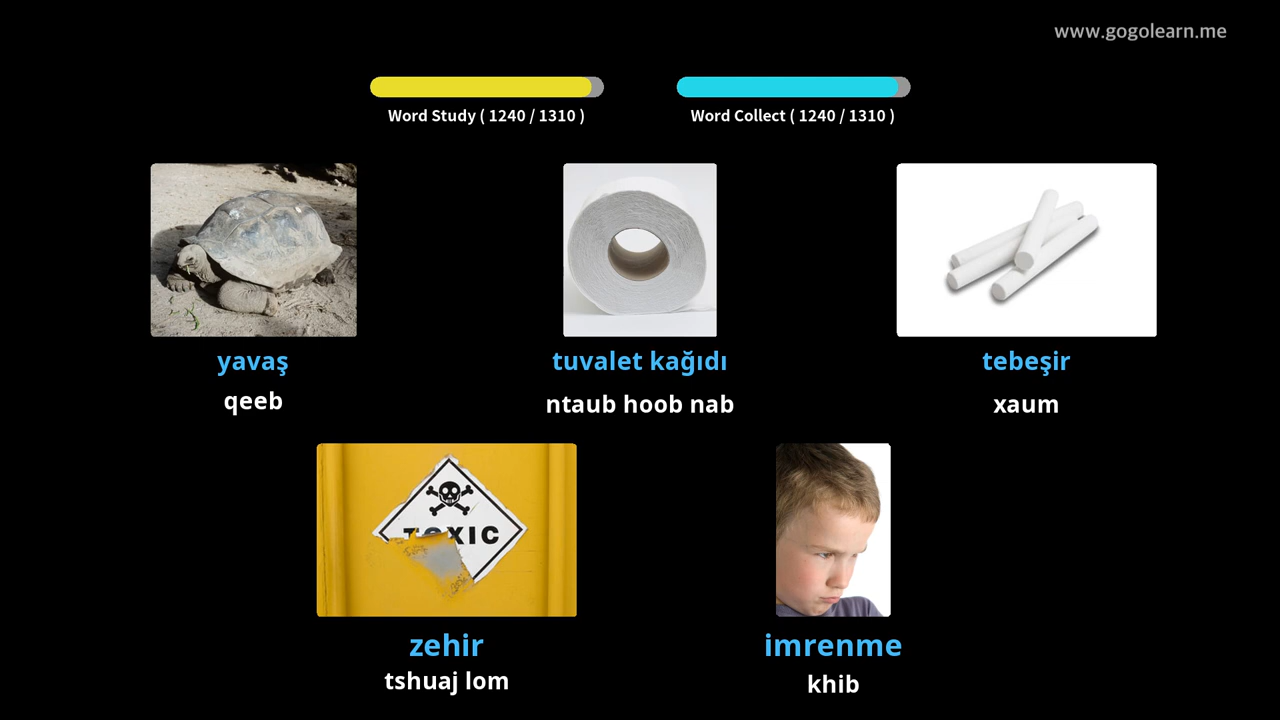 www.gogolearn.me
Word Study ( 1240 / 1310 )
Word Collect ( 1240 / 1310 )
yavaş
qeeb
tuvalet kağıdı
ntaub hoob nab
tebeşir
xaum
TOXIC
zehir
tshuaj lom
imrenme
khib